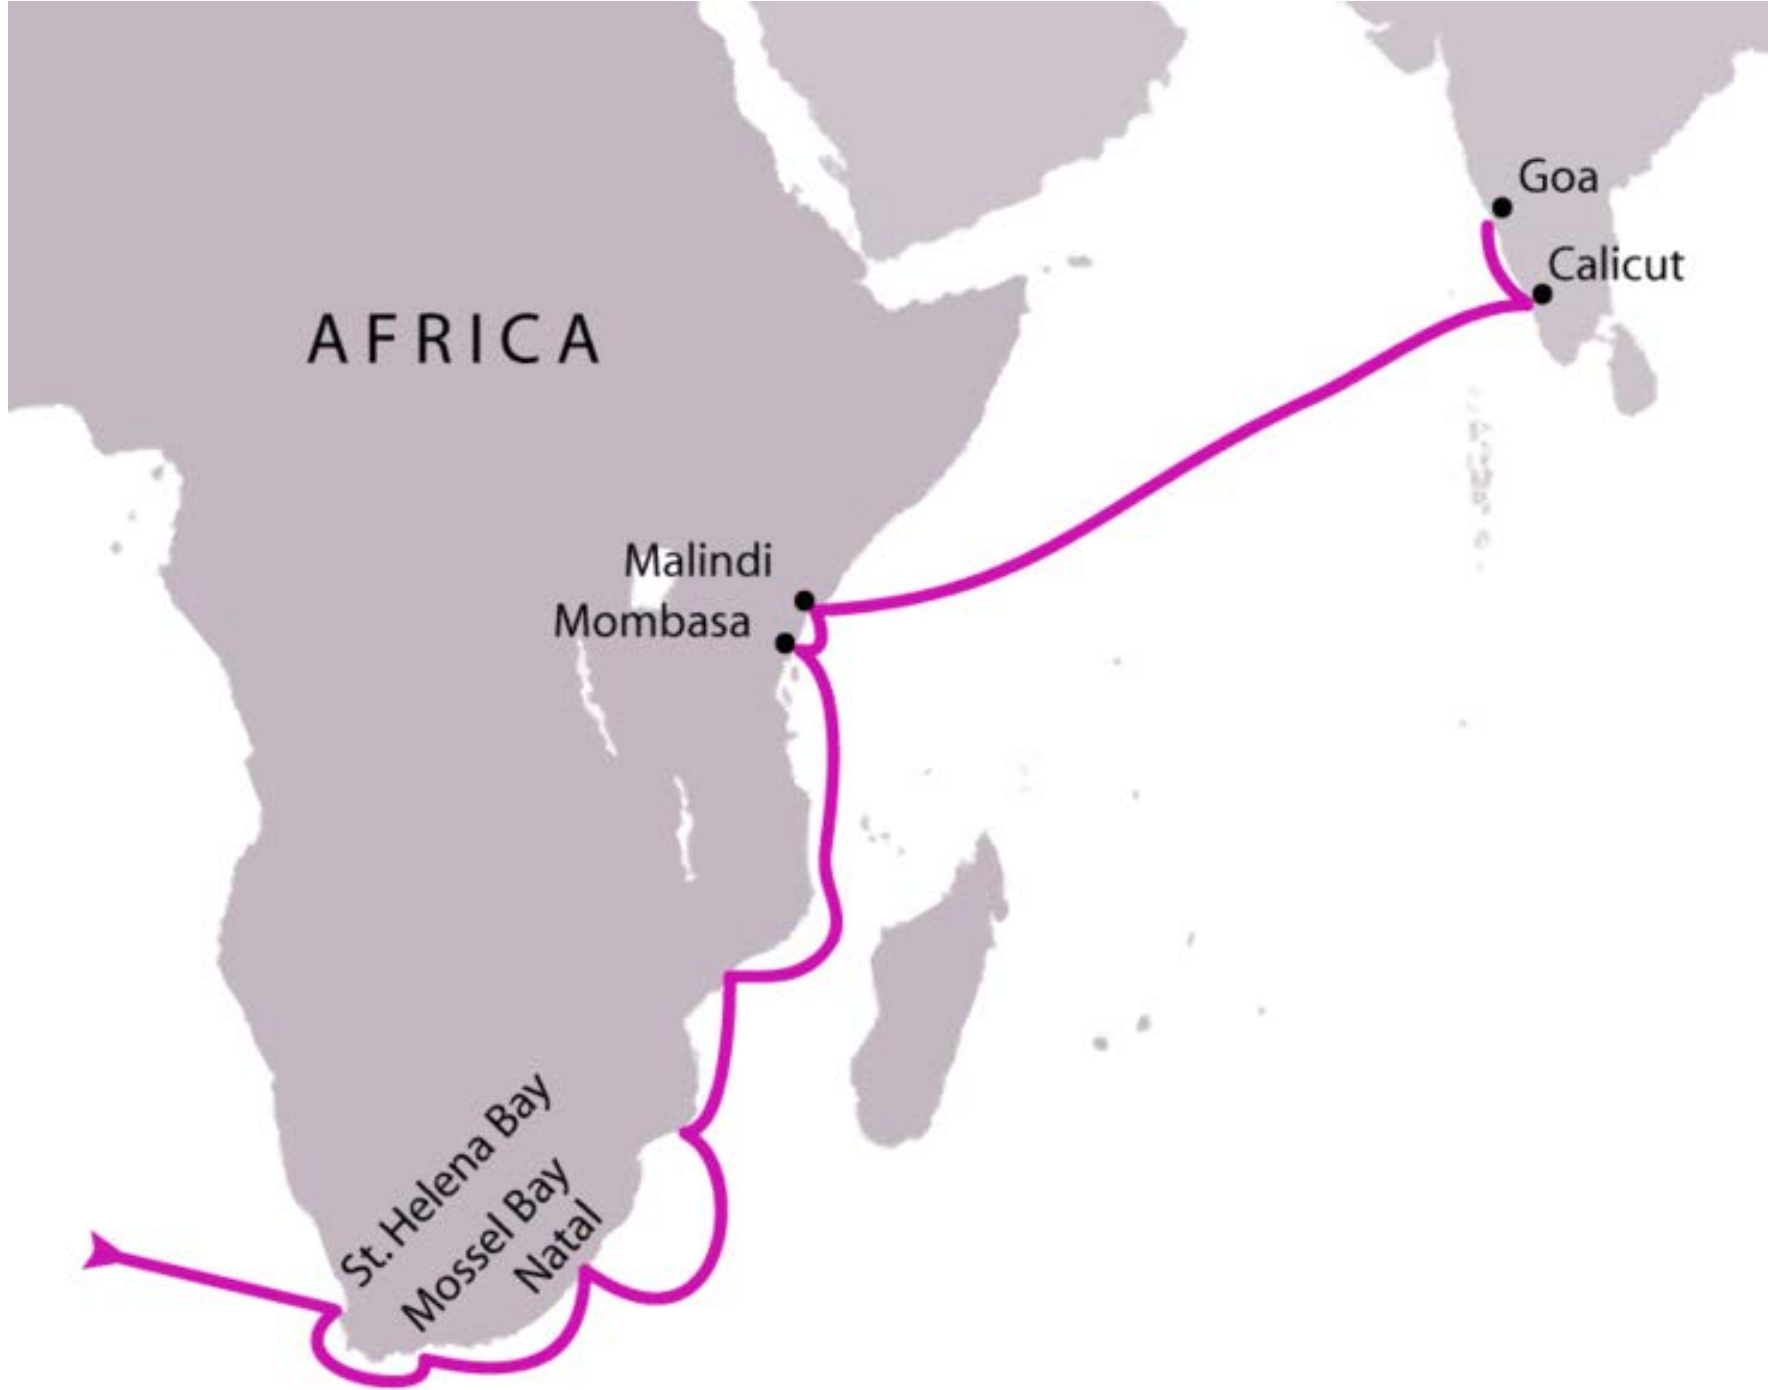 Goa
Calicut
AFRICA
Malindi
Mombasa
St. Helena Bay
Mossel Bay
Natal